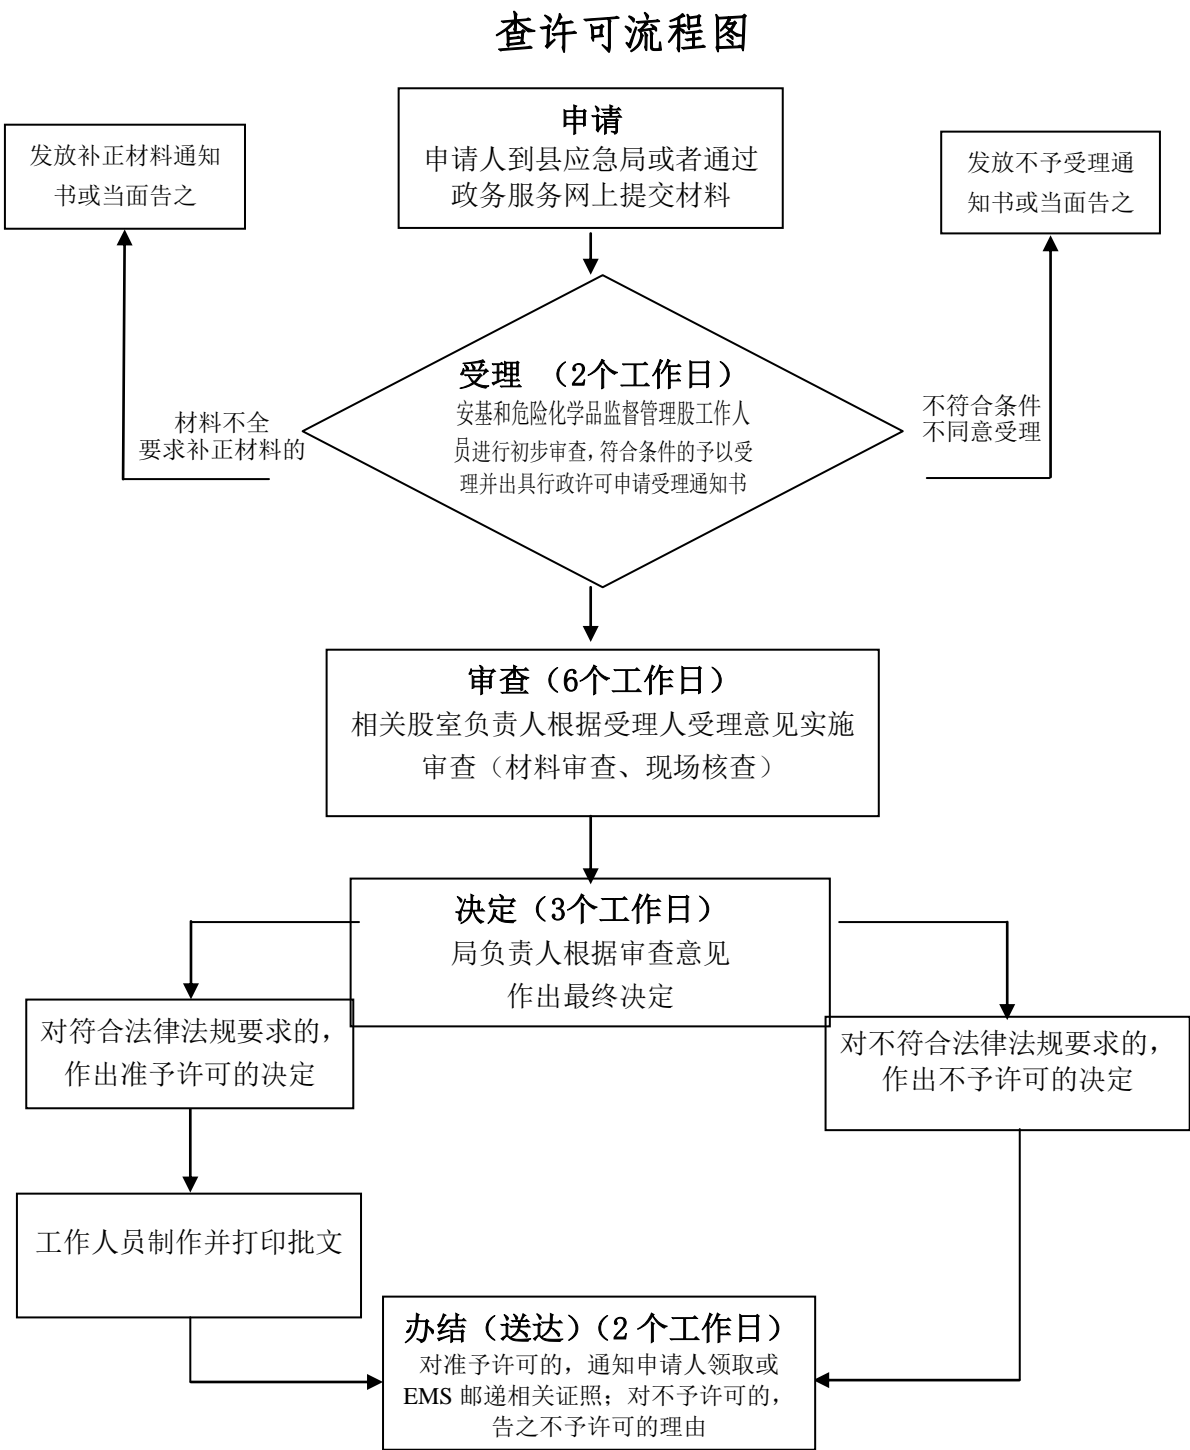 查许可流程图
申请
申请人到县应急局或者通过
政务服务网上提交材料
发放补正材料通知
书或当面告之
发放不予受理通
知书或当面告之
受理 （2个工作日）
安基和危险化学品监督管理股工作人
员进行初步审查，符合条件的予以受
理并出具行政许可申请受理通知书
材料不全
要求补正材料的
不符合条件
不同意受理
审查（6个工作日）
相关股室负责人根据受理人受理意见实施
审查（材料审查、现场核查）
决定（3个工作日）
局负责人根据审查意见
作出最终决定
对符合法律法规要求的，
作出准予许可的决定
对不符合法律法规要求的，
作出不予许可的决定
工作人员制作并打印批文
办结（送达）（2 个工作日）
对准予许可的，通知申请人领取或
EMS 邮递相关证照；对不予许可的，
告之不予许可的理由